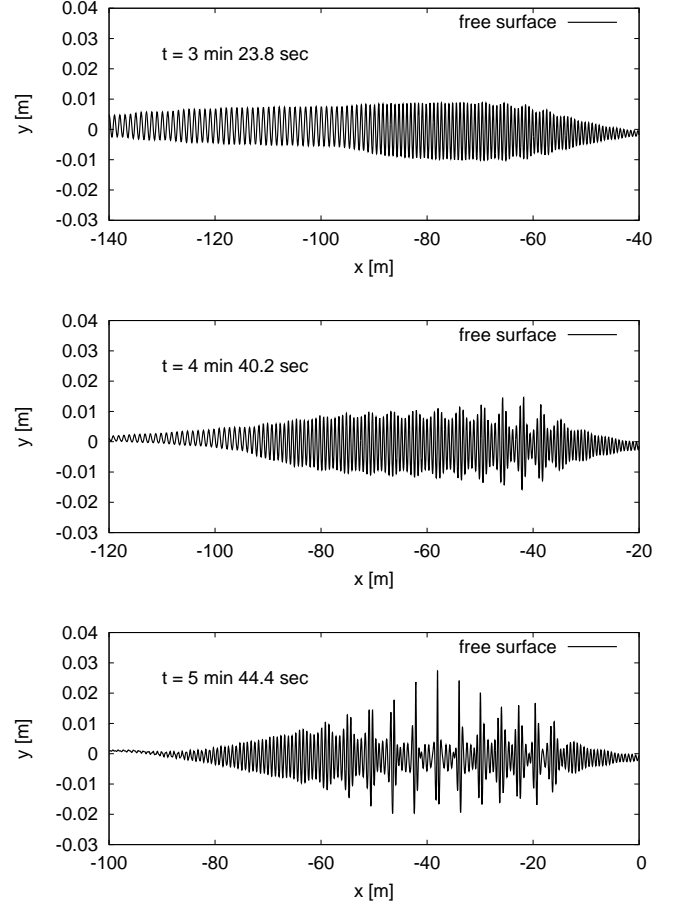 0.04
free surface
0.03
t = 3 min 23.8 sec
0.02
0.01
y [m]
0
-0.01
-0.02
-0.03
-140 -120 -100 -80 -60 -40
x [m]
0.04
free surface
0.03
t = 4 min 40.2 sec
0.02
0.01
y [m]
0
-0.01
-0.02
-0.03
-120 -100 -80 -60 -40 -20
x [m]
0.04
free surface
0.03
t = 5 min 44.4 sec
0.02
0.01
y [m]
0
-0.01
-0.02
-0.03
-100 -80 -60 -40 -20 0
x [m]